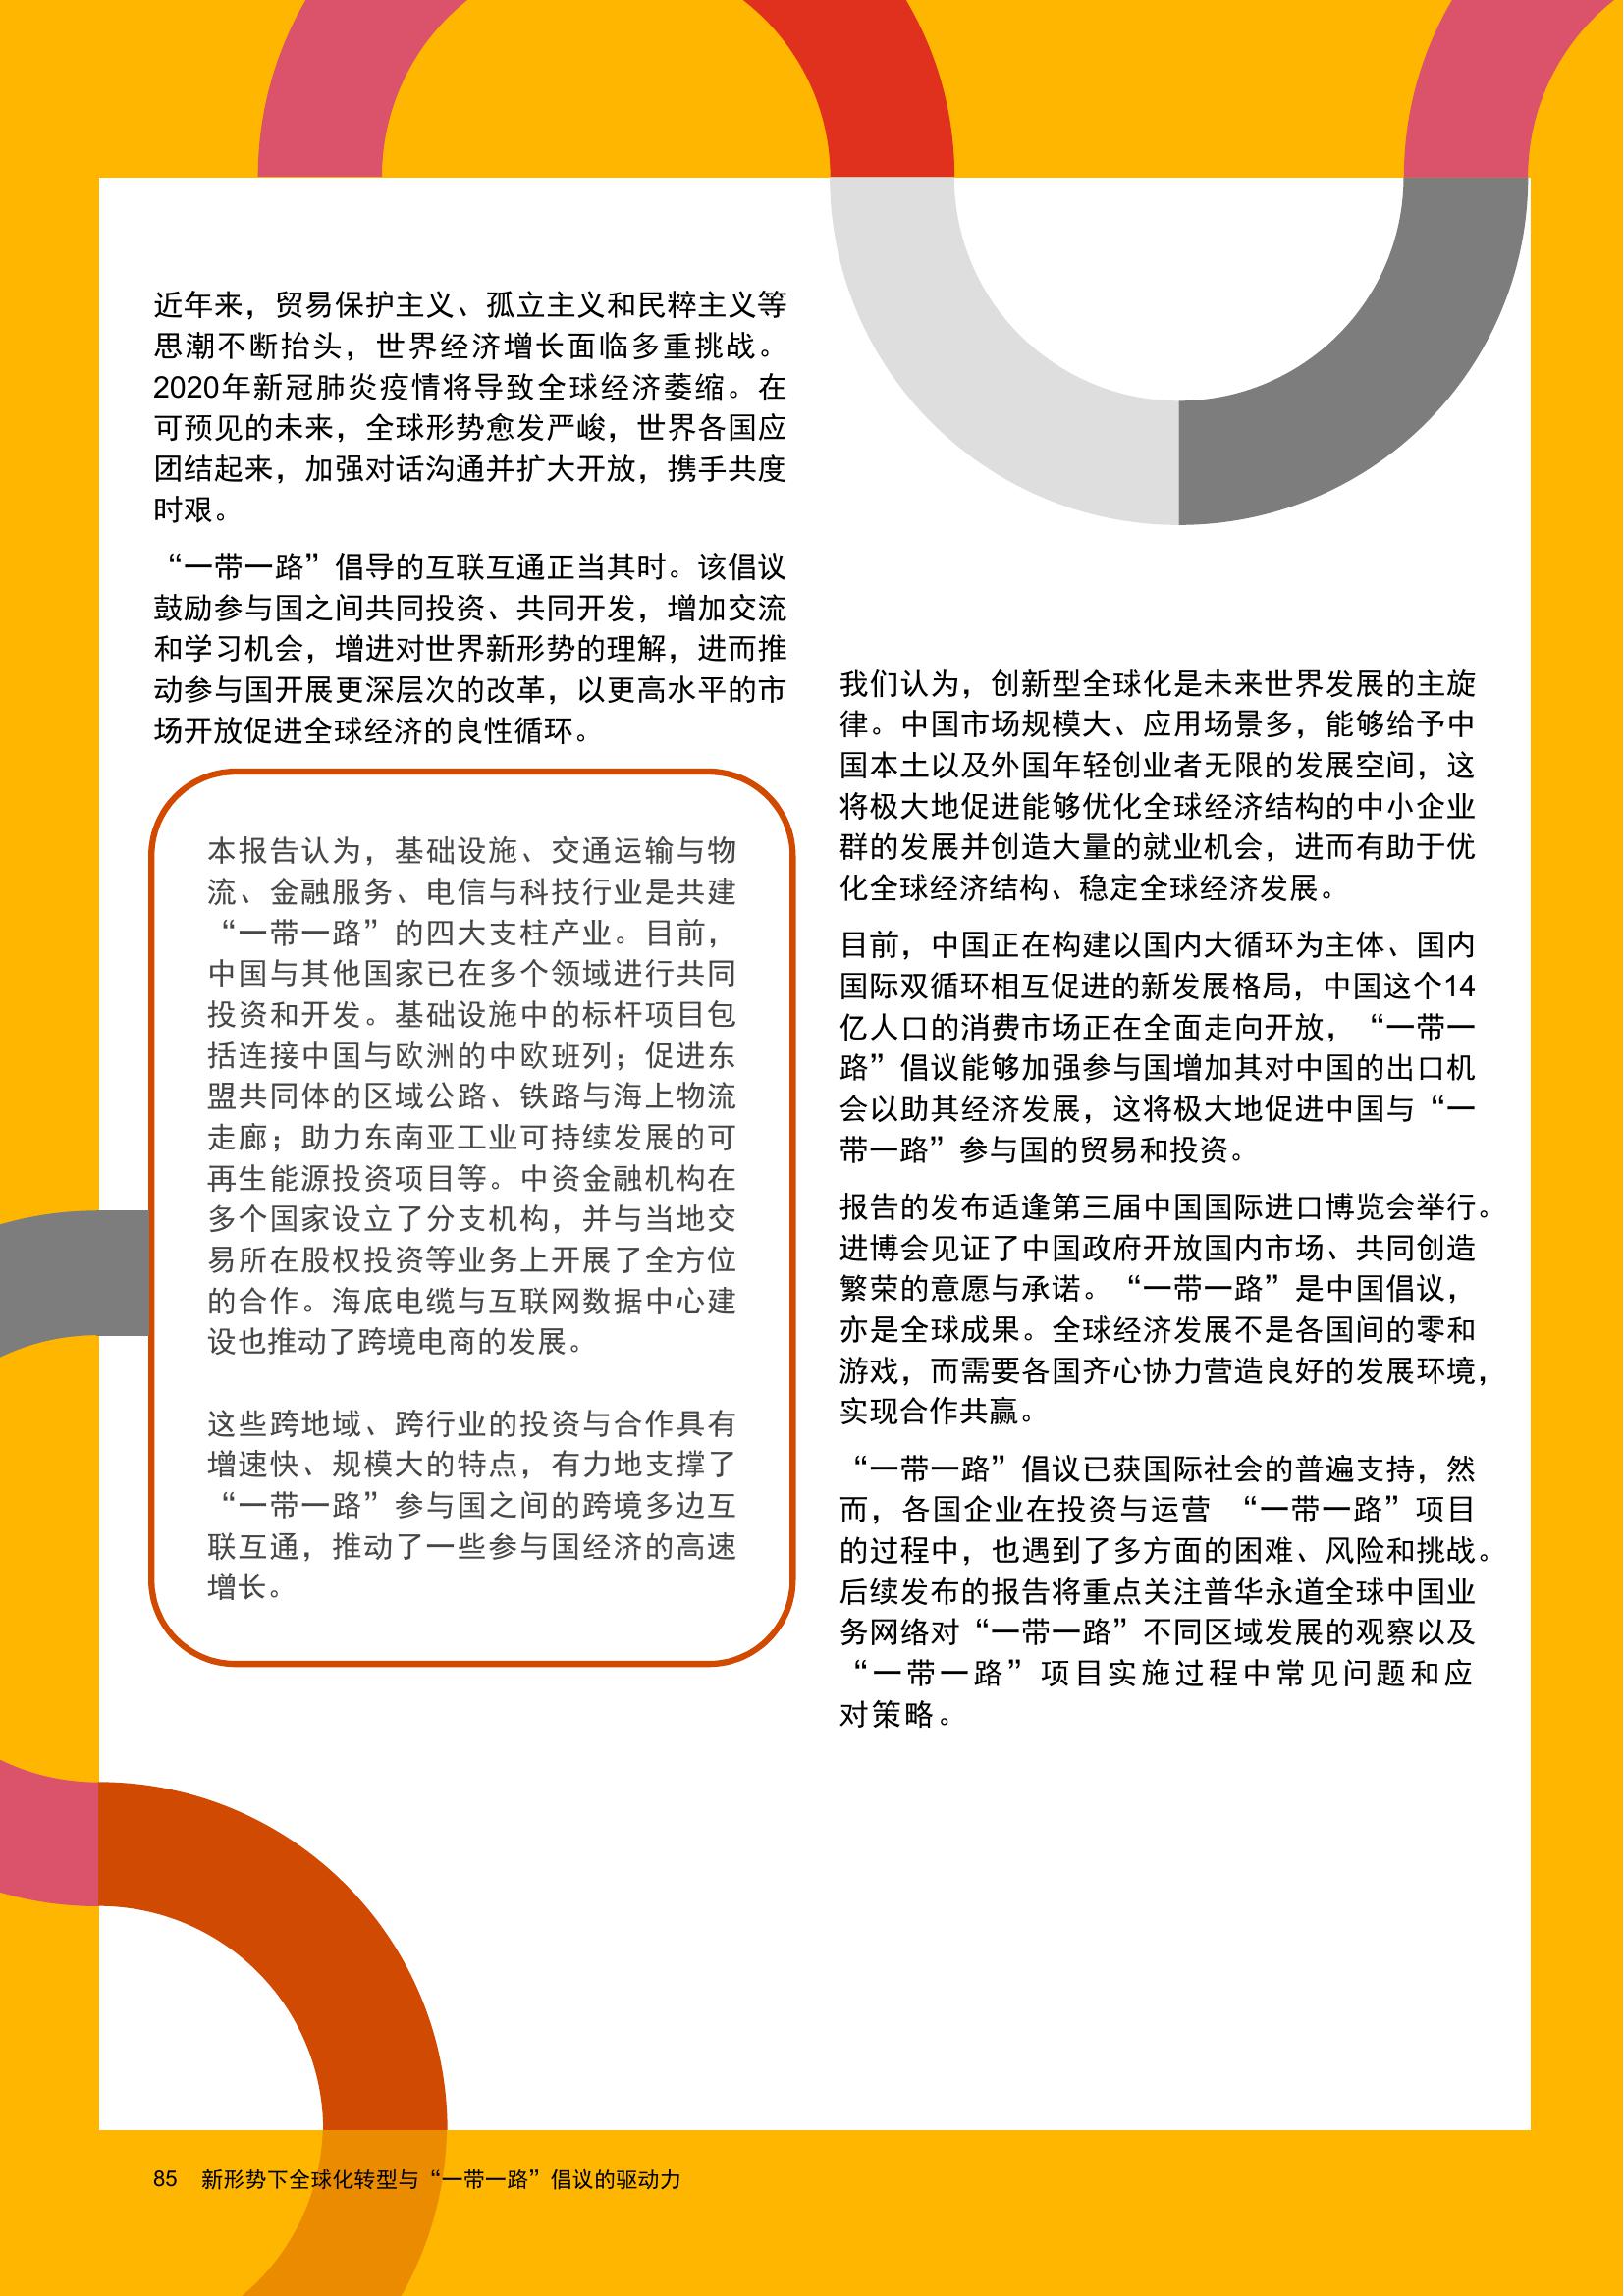 近年来，贸易保护主义、孤立主义和民粹主义等
思潮不断抬头，世界经济增长面临多重挑战。
2020年新冠肺炎疫情将导致全球经济萎缩。在
可预见的未来，全球形势愈发严峻，世界各国应
团结起来，加强对话沟通并扩大开放，携手共度
时艰。
“一带一路”倡导的互联互通正当其时。该倡议
鼓励参与国之间共同投资、共同开发，增加交流
和学习机会，增进对世界新形势的理解，进而推
动参与国开展更深层次的改革，以更高水平的市
场开放促进全球经济的良性循环。
本报告认为，基础设施、交通运输与物
流、金融服务、电信与科技行业是共建
“一带一路”的四大支柱产业。目前，
中国与其他国家已在多个领域进行共同
投资和开发。基础设施中的标杆项目包
括连接中国与欧洲的中欧班列；促进东
盟共同体的区域公路、铁路与海上物流
走廊；助力东南亚工业可持续发展的可
再生能源投资项目等。中资金融机构在
多个国家设立了分支机构，并与当地交
易所在股权投资等业务上开展了全方位
的合作。海底电缆与互联网数据中心建
设也推动了跨境电商的发展。
这些跨地域、跨行业的投资与合作具有
增速快、规模大的特点，有力地支撑了
“一带一路”参与国之间的跨境多边互
联互通，推动了一些参与国经济的高速
增长。
我们认为，创新型全球化是未来世界发展的主旋
律。中国市场规模大、应用场景多，能够给予中
国本土以及外国年轻创业者无限的发展空间，这
将极大地促进能够优化全球经济结构的中小企业
群的发展并创造大量的就业机会，进而有助于优
化全球经济结构、稳定全球经济发展。
目前，中国正在构建以国内大循环为主体、国内
国际双循环相互促进的新发展格局，中国这个14
亿人口的消费市场正在全面走向开放，“一带一
路”倡议能够加强参与国增加其对中国的出口机
会以助其经济发展，这将极大地促进中国与“一
带一路”参与国的贸易和投资。
报告的发布适逢第三届中国国际进口博览会举行。
进博会见证了中国政府开放国内市场、共同创造
繁荣的意愿与承诺。“一带一路”是中国倡议，
亦是全球成果。全球经济发展不是各国间的零和
游戏，而需要各国齐心协力营造良好的发展环境，
实现合作共赢。
“一带一路”倡议已获国际社会的普遍支持，然
而，各国企业在投资与运营 “一带一路”项目
的过程中，也遇到了多方面的困难、风险和挑战。
后续发布的报告将重点关注普华永道全球中国业
务网络对“一带一路”不同区域发展的观察以及
“一带一路”项目实施过程中常见问题和应
对策略。
85 新形势下全球化转型与“一带一路”倡议的驱动力